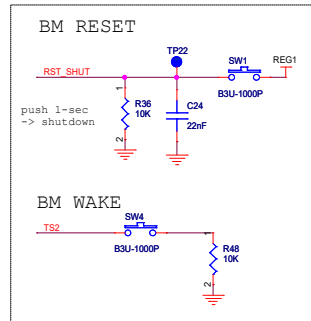 BM RESET
TP22
RST_SHUT
SW1
REG1
B3U-1000P
push 1-sec
-> shutdown
1
R36
10K
2
C24
22nF
BM WAKE
SW4
TS2
B3U-1000P
1
R48
10K
2